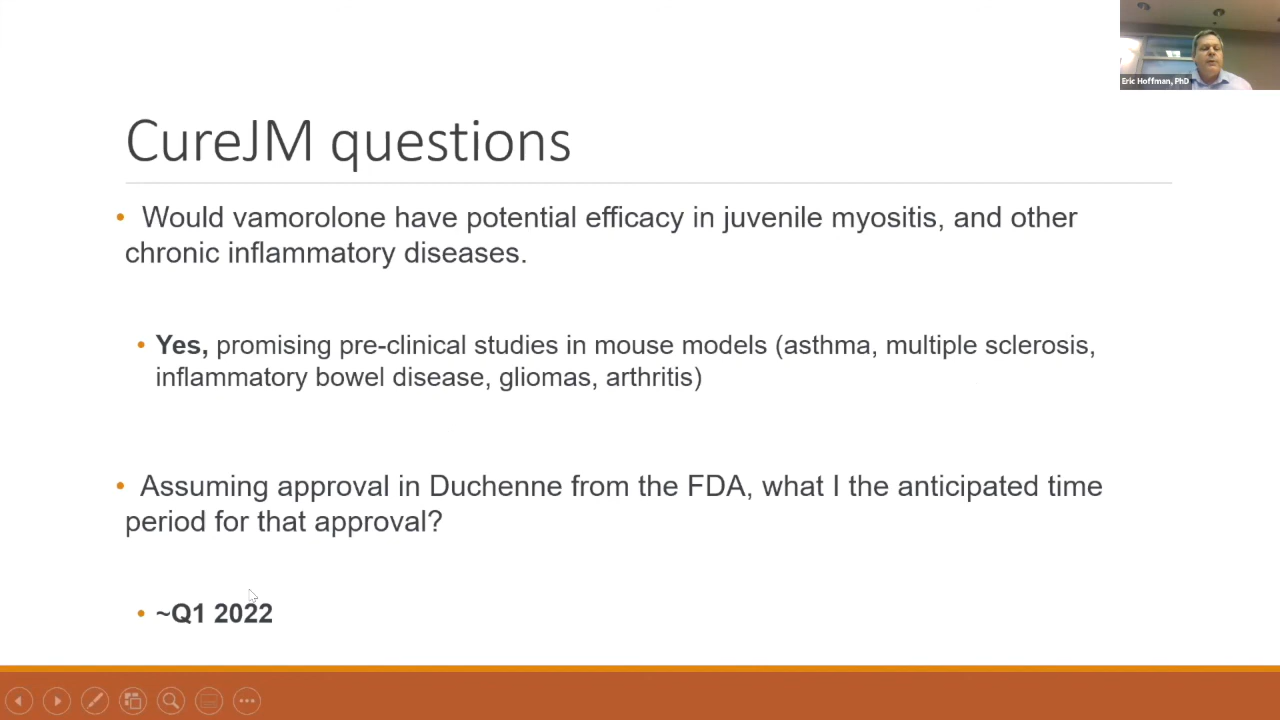 Eric Hoffman, PhD
CureJM questions
• Would vamorolone have potential efficacy in juvenile myositis, and other
chronic inflammatory diseases.
• Yes, promising pre-clinical studies in mouse models (asthma, multiple sclerosis,
inflammatory bowel disease, gliomas, arthritis)
• Assuming approval in Duchenne from the FDA, what I the anticipated time
period for that approval?
• ~Q1 2022